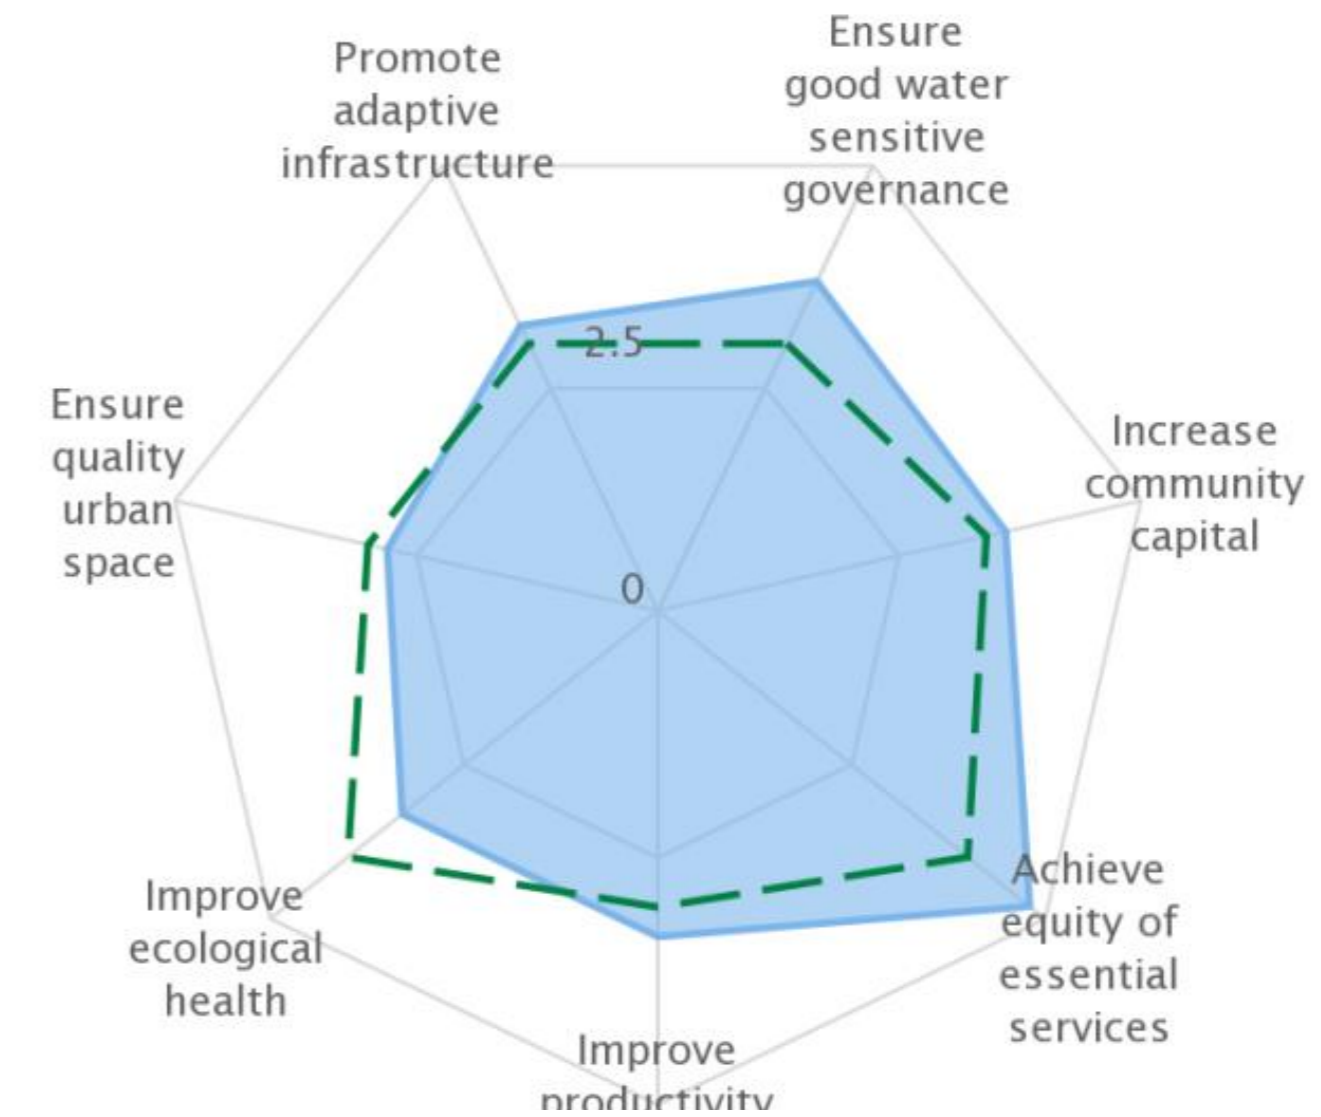 Ensure
good water
sensitive
governance
Promote
adaptive
infrastructure
2.5
Ensure
quality
urban
space
Increase
community
capital
0
Achieve
equity of
essential
services
Improve
ecological
health
Improve
productivity